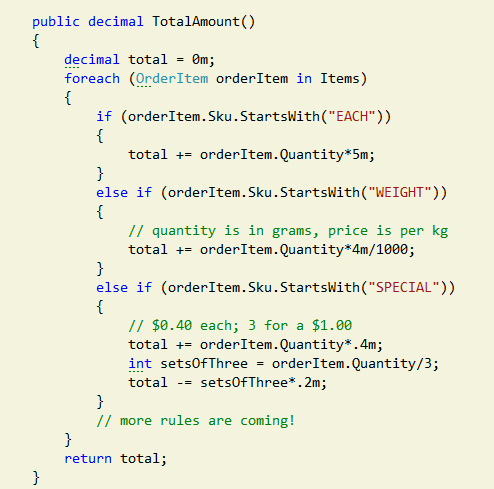 public decimal TotalAmount()
{
    decimal total = 0m;
    foreach (OrderItem orderItem in Items)
    {
        if (orderItem.Sku.StartsWith("EACH"))
        {
            total += orderItem.Quantity*5m;
        }
        else if (orderItem.Sku.StartsWith("WEIGHT"))
        {
            // quantity is in grams, price is per kg
            total += orderItem.Quantity*4m/1000;
        }
        else if (orderItem.Sku.StartsWith("SPECIAL"))
        {
            // $0.40 each; 3 for a $1.00
            total += orderItem.Quantity*.4m;
            int setsOfThree = orderItem.Quantity/3;
            total -= setsOfThree*.2m;
        }
        // more rules are coming!
    }
    return total;
}